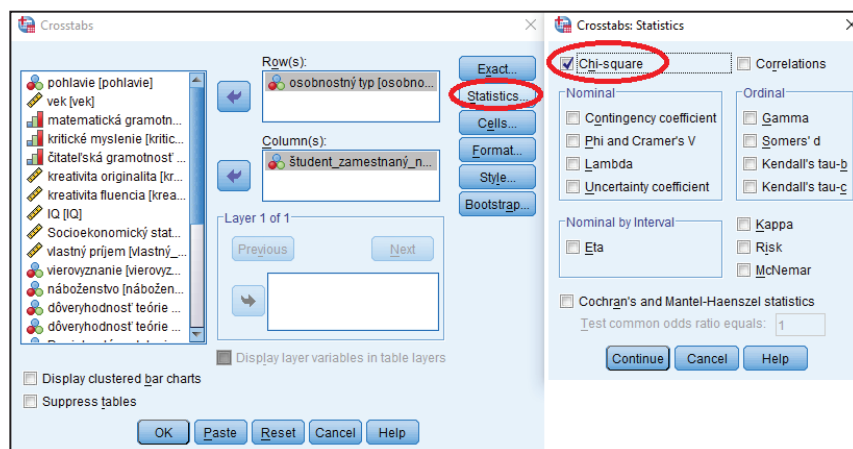 Crosstabs
pohlavie [pohlavie]
vek [vek]
matematická gramotn...
kritické myslenie [kritic...
čitateľská gramotnosť ...
kreativita originalita [kr...
kreativita fluencia [krea...
IQ [IQ]
Socioekonomický stat...
vlastný príjem [vlastný_...
vierovyznanie [vierovyz...
náboženstvo [nábožen...
dôveryhodnosť teórie ...
dôveryhodnosť teórie ...
Row(s):
osobnostný typ [osobno...
Column(s):
študent_zamestnaný_n...
Layer 1 of 1
Previous
Next
Display layer variables in table layers
Exact...
Statistics...
Cells...
Format...
Style...
Bootstrap...
Display clustered bar charts
Suppress tables
OK
Paste
Reset
Cancel
Help
Crosstabs: Statistics
Chi-square
Correlations
Nominal
Contingency coefficient
Phi and Cramer's V
Lambda
Uncertainty coefficient
Ordinal
Gamma
Somers' d
Kendall's tau-b
Kendall's tau-c
Nominal by Interval
Eta
Kappa
Risk
McNemar
Cochran's and Mantel-Haenszel statistics
Test common odds ratio equals: 1
Continue
Cancel
Help